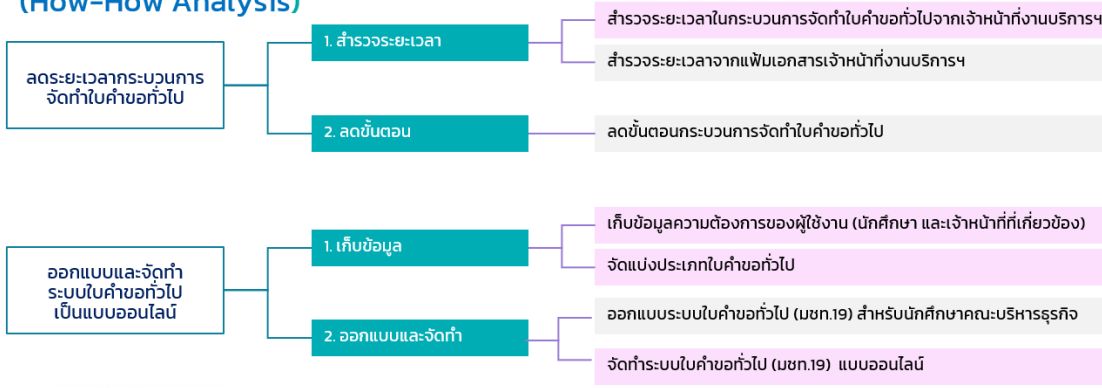 (How-How Analysis)
ลดระยะเวลากระบวนการ
จัดทำใบคำขอทั่วไป
1. สำรวจระยะเวลา
สำรวจระยะเวลาในกระบวนการจัดทำใบคำขอทั่วไปจากเจ้าหน้าที่งานบริการฯ
สำรวจระยะเวลาจากแฟ้มเอกสารเจ้าหน้าที่งานบริการฯ
2. ลดขั้นตอน
ลดขั้นตอนกระบวนการจัดทำใบคำขอทั่วไป
ออกแบบและจัดทำ
ระบบใบคำขอทั่วไป
เป็นแบบออนไลน์
1. เก็บข้อมูล
เก็บข้อมูลความต้องการของผู้ใช้งาน (นักศึกษา และเจ้าหน้าที่ที่เกี่ยวข้อง)
จัดแบ่งประเภทใบคำขอทั่วไป
2. ออกแบบและจัดทำ
ออกแบบระบบใบคำขอทั่วไป (มชท.19) สำหรับนักศึกษาคณะบริหารธุรกิจ
จัดทำระบบใบคำขอทั่วไป (มชท.19) แบบออนไลน์